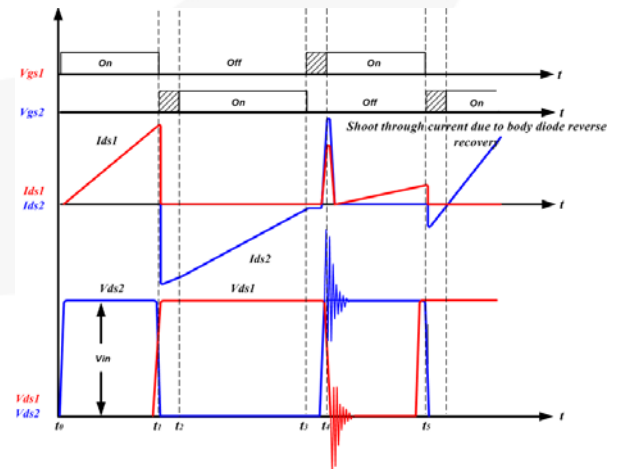 On Off On
Vgs1 t
On Off On
Vgs2 t
Shoot through current due to body diode reverse
recovery
Ids1
Ids1
Ids2 t
Ids2
Vds2 Vds1
Vin
Vds1
Vds2 t
t0 t1 t2 t3 t4 t5